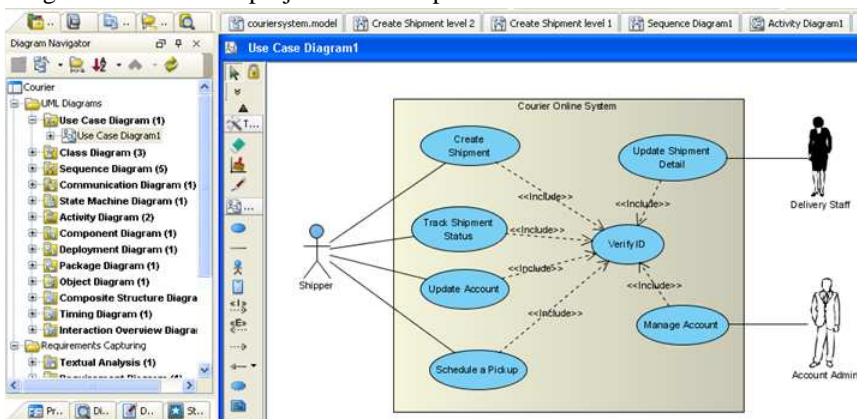 couriersystem.model
Create Shipment level 2
Create Shipment level 1
Sequence Diagram1
Activity Diagram1
Diagram Navigator
Use Case Diagram1
Courier
UML Diagrams
Use Case Diagram (1)
Use Case Diagram1
Class Diagram (3)
Sequence Diagram (5)
Communication Diagram (1)
State Machine Diagram (1)
Activity Diagram (2)
Component Diagram (1)
Deployment Diagram (1)
Package Diagram (1)
Object Diagram (1)
Composite Structure Diagra
Timing Diagram (1)
Interaction Overview Diagra
Requirements Capturing
Textual Analysis (1)
Pr..
Di..
D..
St..
T...
...
Courier Online System
Create
Shipment
Update Shipment
Detail
<<Include>>
<<Include>>
Delivery Staff
Track Shipment
Status
<<Include>>
Verify ID
Shipper
Update Account
<<Include>>
<<Include>>
<<Include>>
Manage Account
Schedule a Pickup
Account Admin